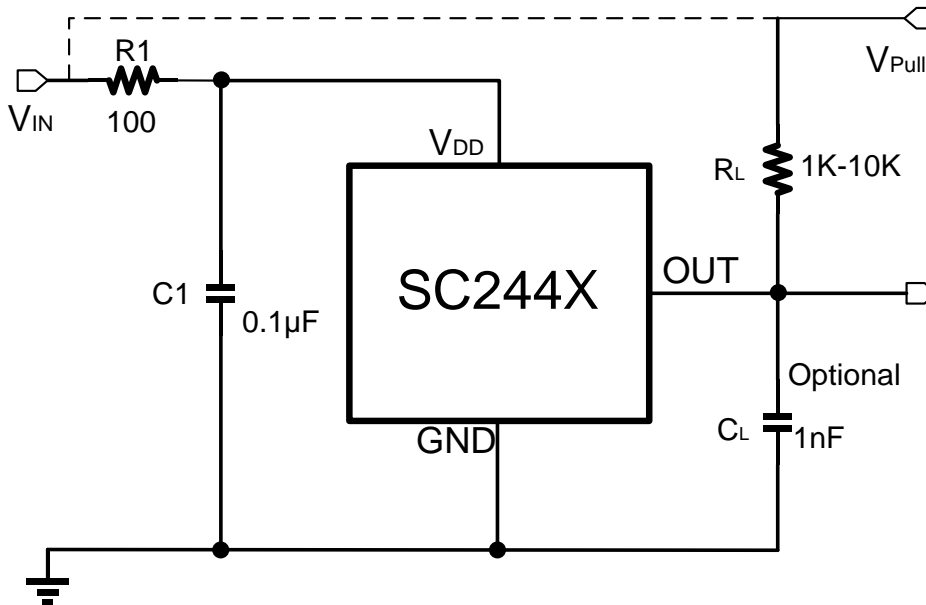 R1
VPull
VIN
100
VDD
RL
1K-10K
SC244X
OUT
C1
0.1µF
Optional
CL
1nF
GND